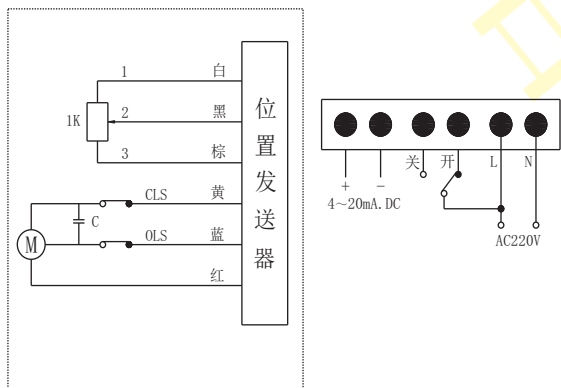 1 白
1K 2 黑
3 棕
位置发送器
CLS 黄
C
M
OLS 蓝
红
关 开 L N
+ -
4～20mA.DC
AC220V